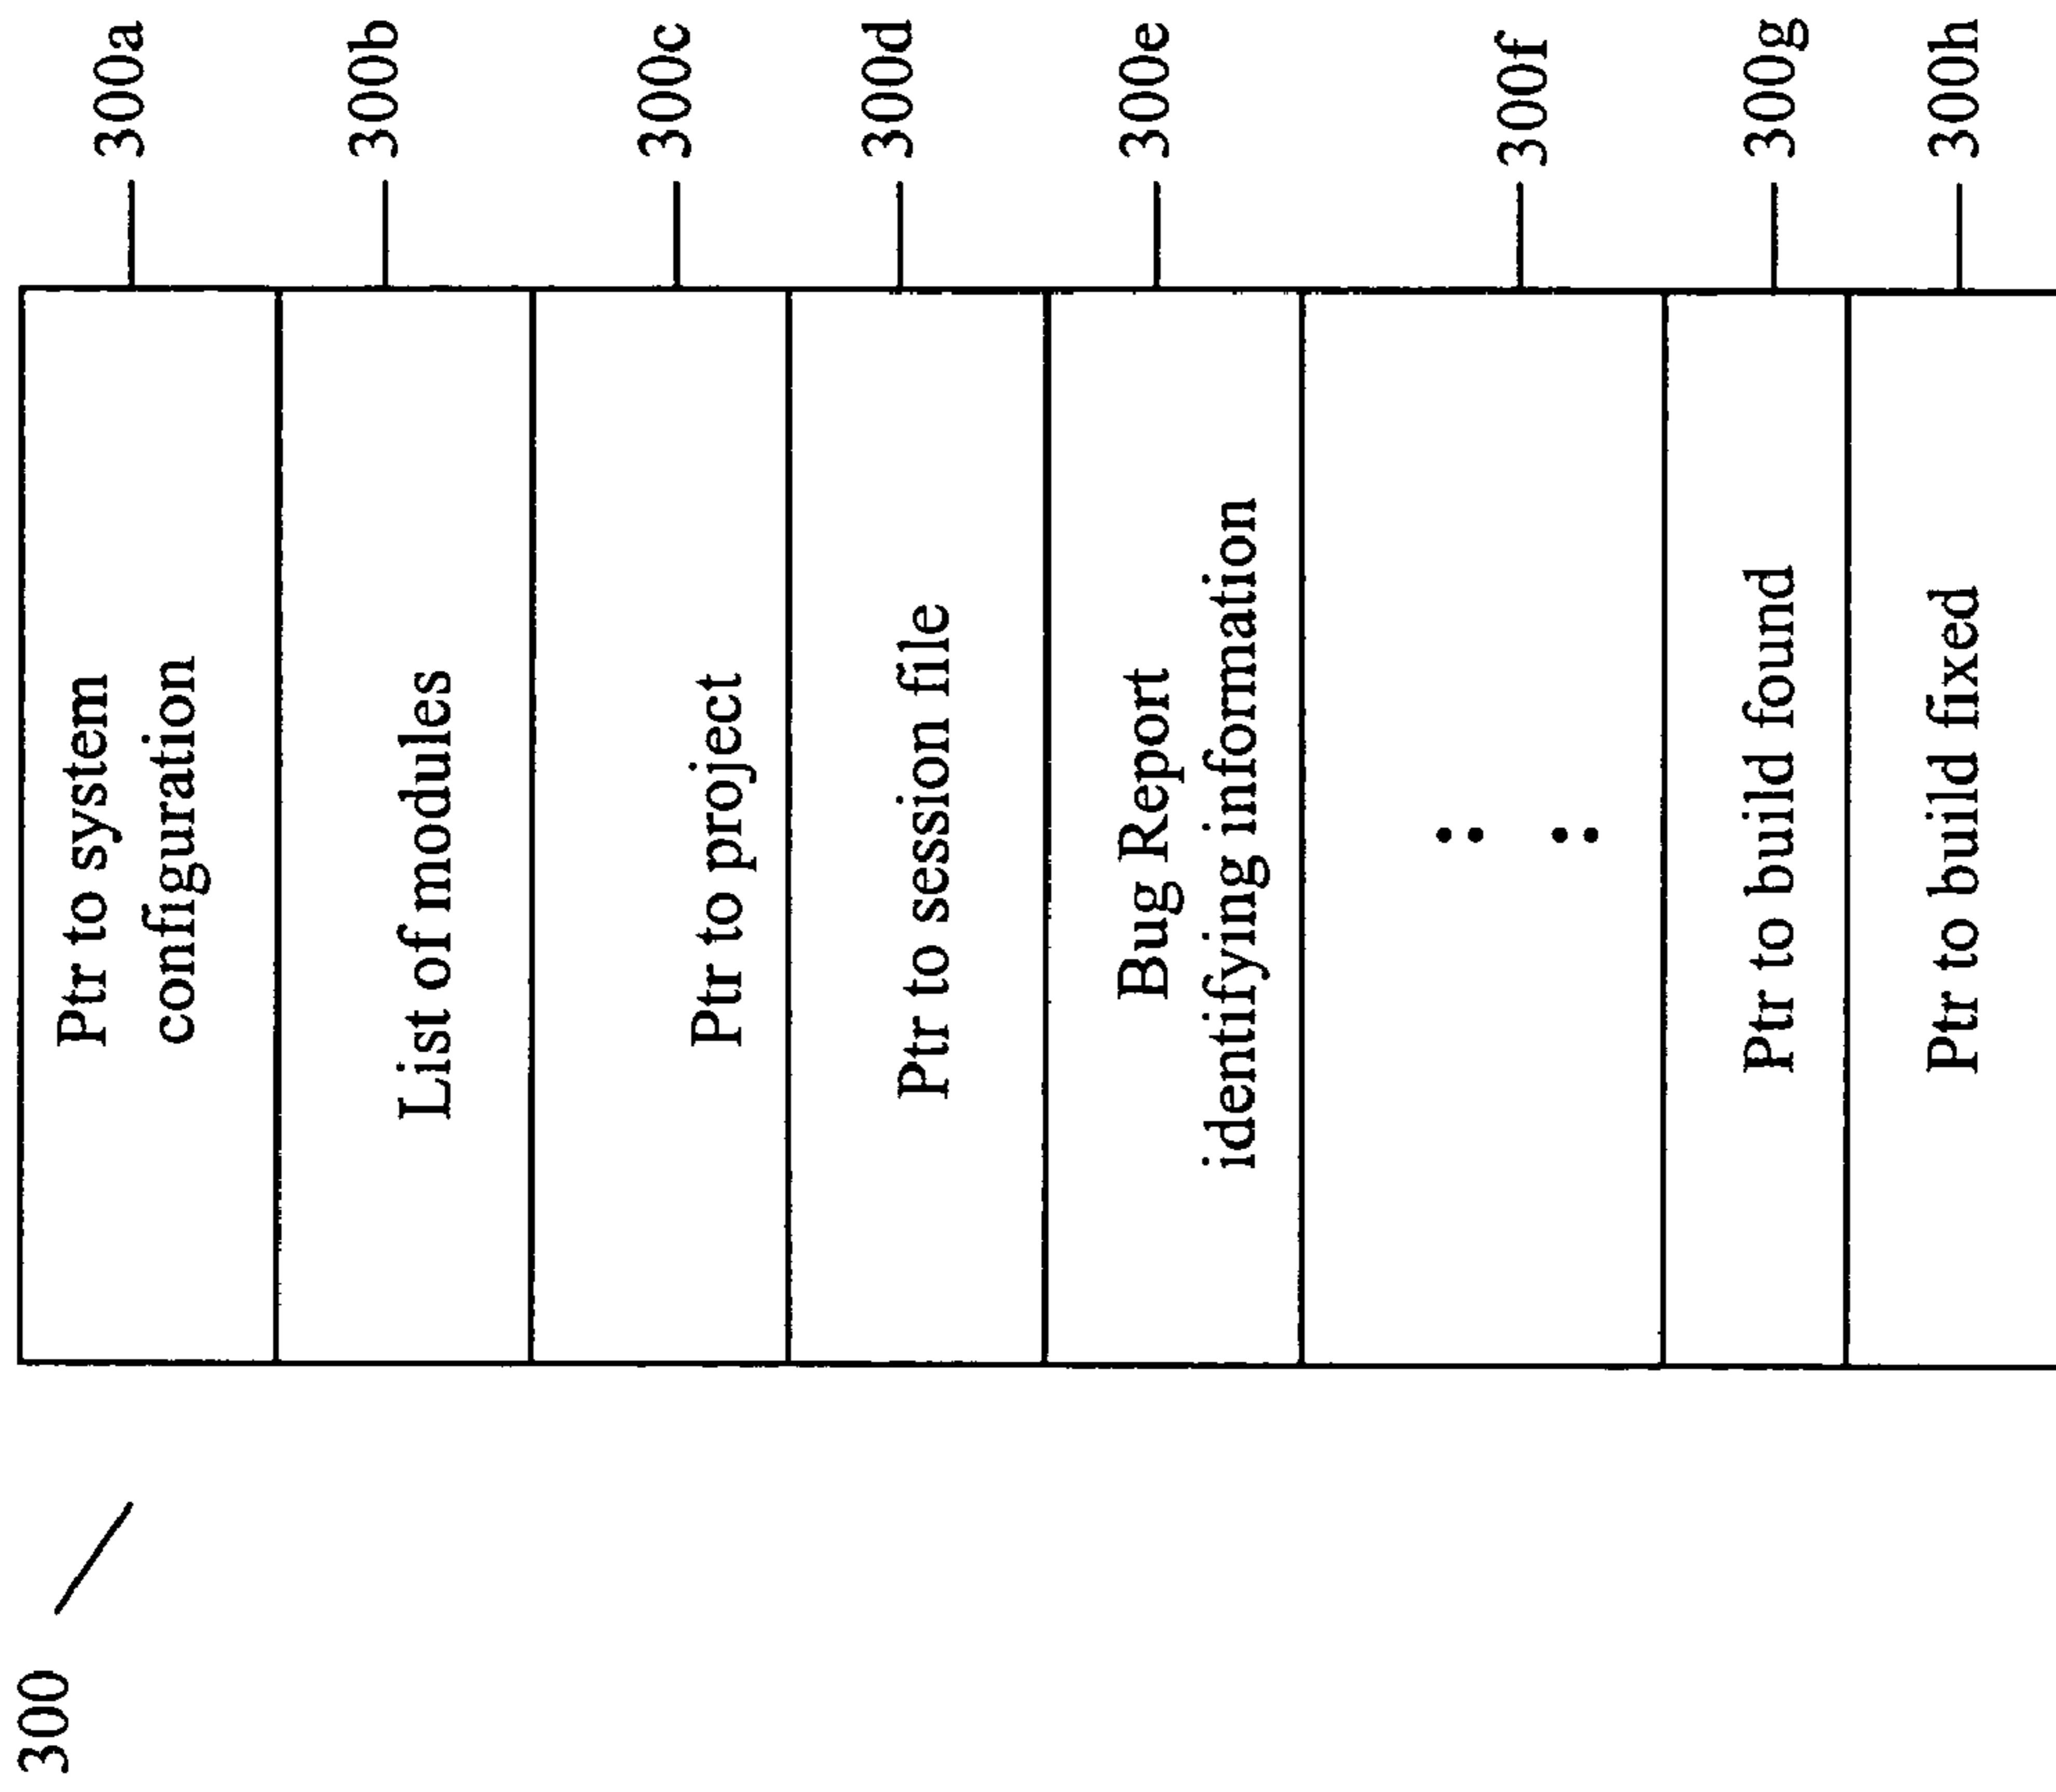 300
Ptr to system
configuration
300a
List of modules
300b
Ptr to project
300c
Ptr to session file
300d
Bug Report
identifying information
300e
300f
Ptr to build found
300g
Ptr to build fixed
300h